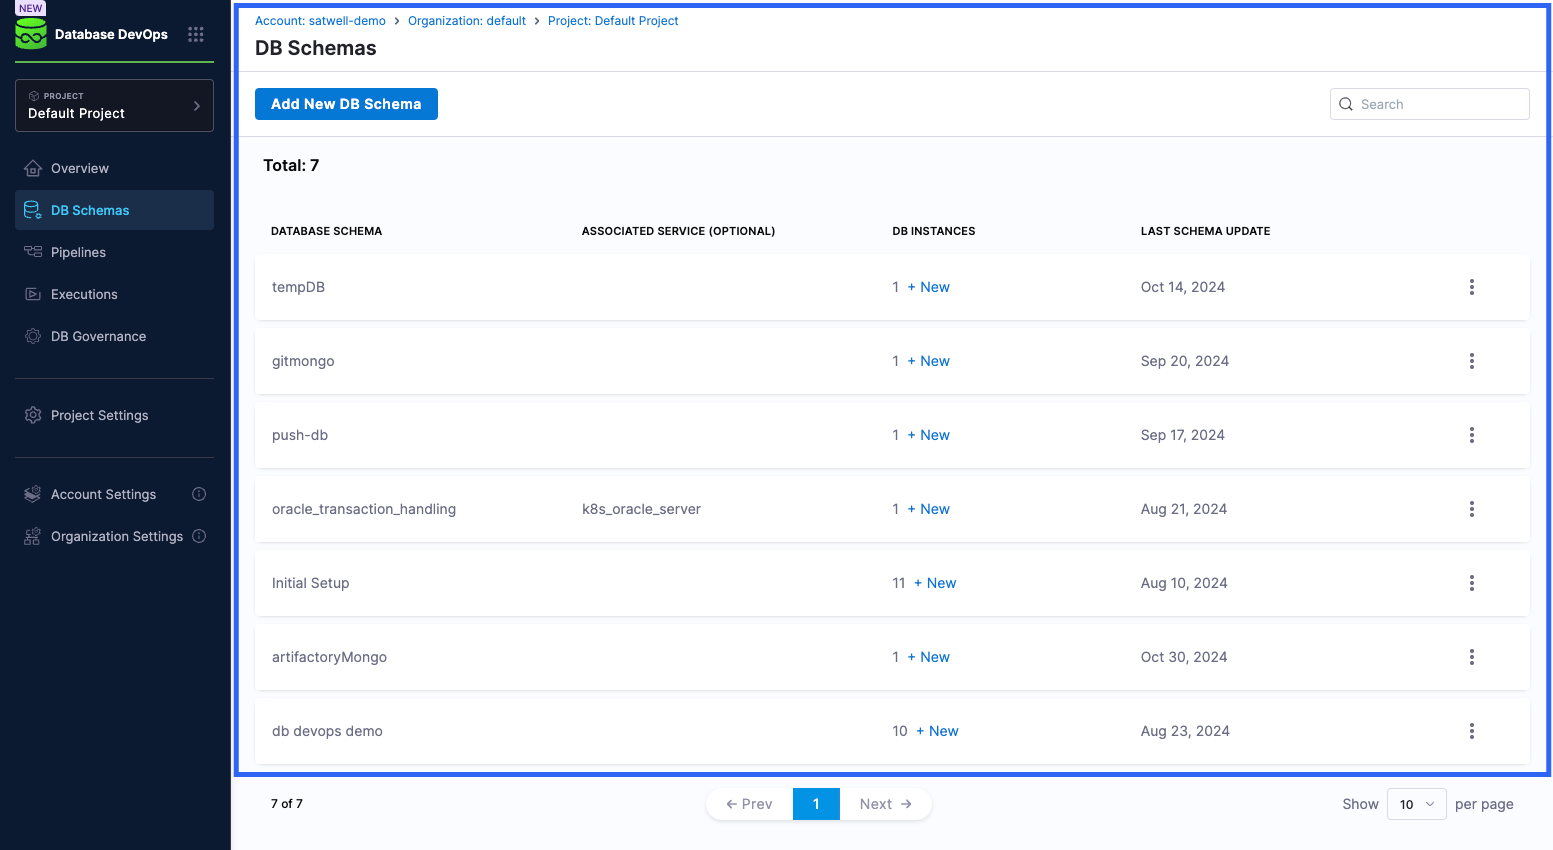 NEW
Database DevOps
PROJECT
Default Project
Overview
DB Schemas
Pipelines
Executions
DB Governance
Project Settings
Account Settings
Organization Settings
Account: satwell-demo > Organization: default > Project: Default Project
DB Schemas
Add New DB Schema
Search
Total: 7
DATABASE SCHEMA ASSOCIATED SERVICE (OPTIONAL) DB INSTANCES LAST SCHEMA UPDATE
tempDB 1 + New Oct 14, 2024
gitmongo 1 + New Sep 20, 2024
push-db 1 + New Sep 17, 2024
oracle_transaction_handling k8s_oracle_server 1 + New Aug 21, 2024
Initial Setup 11 + New Aug 10, 2024
artifactoryMongo 1 + New Oct 30, 2024
db devops demo 10 + New Aug 23, 2024
7 of 7 ← Prev 1 Next → Show 10 per page